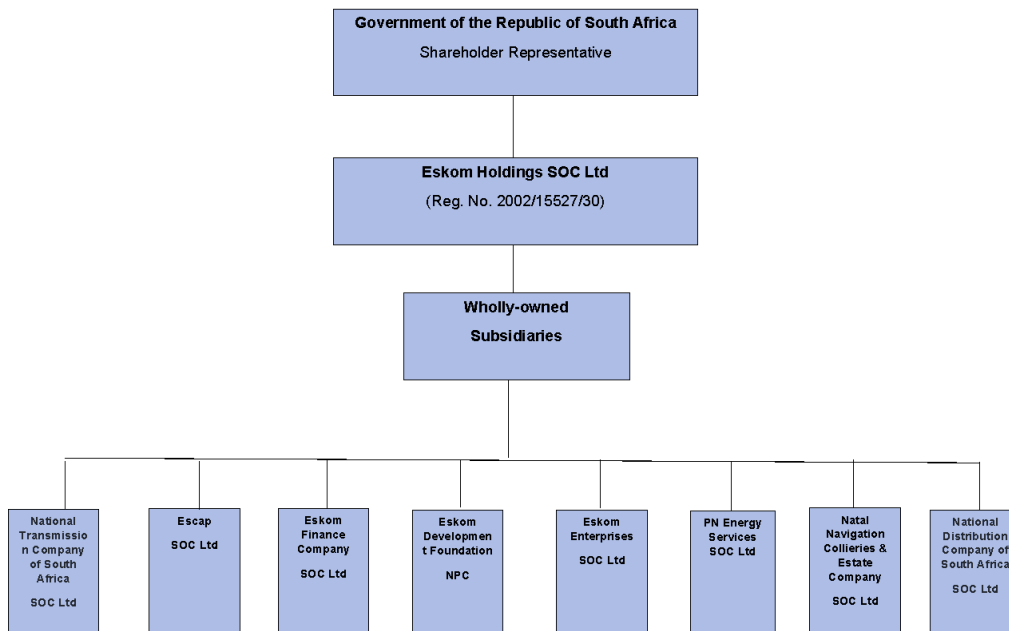 Government of the Republic of South Africa
Shareholder Representative
Eskom Holdings SOC Ltd
(Reg. No. 2002/15527/30)
Wholly-owned
Subsidiaries
National
Transmissio
n Company
of South
Africa
SOC Ltd
Escap
SOC Ltd
Eskom
Finance
Company
SOC Ltd
Eskom
Developmen
t Foundation
NPC
Eskom
Enterprises
SOC Ltd
PN Energy
Services
SOC Ltd
Natal
Navigation
Collieries &
Estate
Company
SOC Ltd
National
Distribution
Company of
South Africa
SOC Ltd